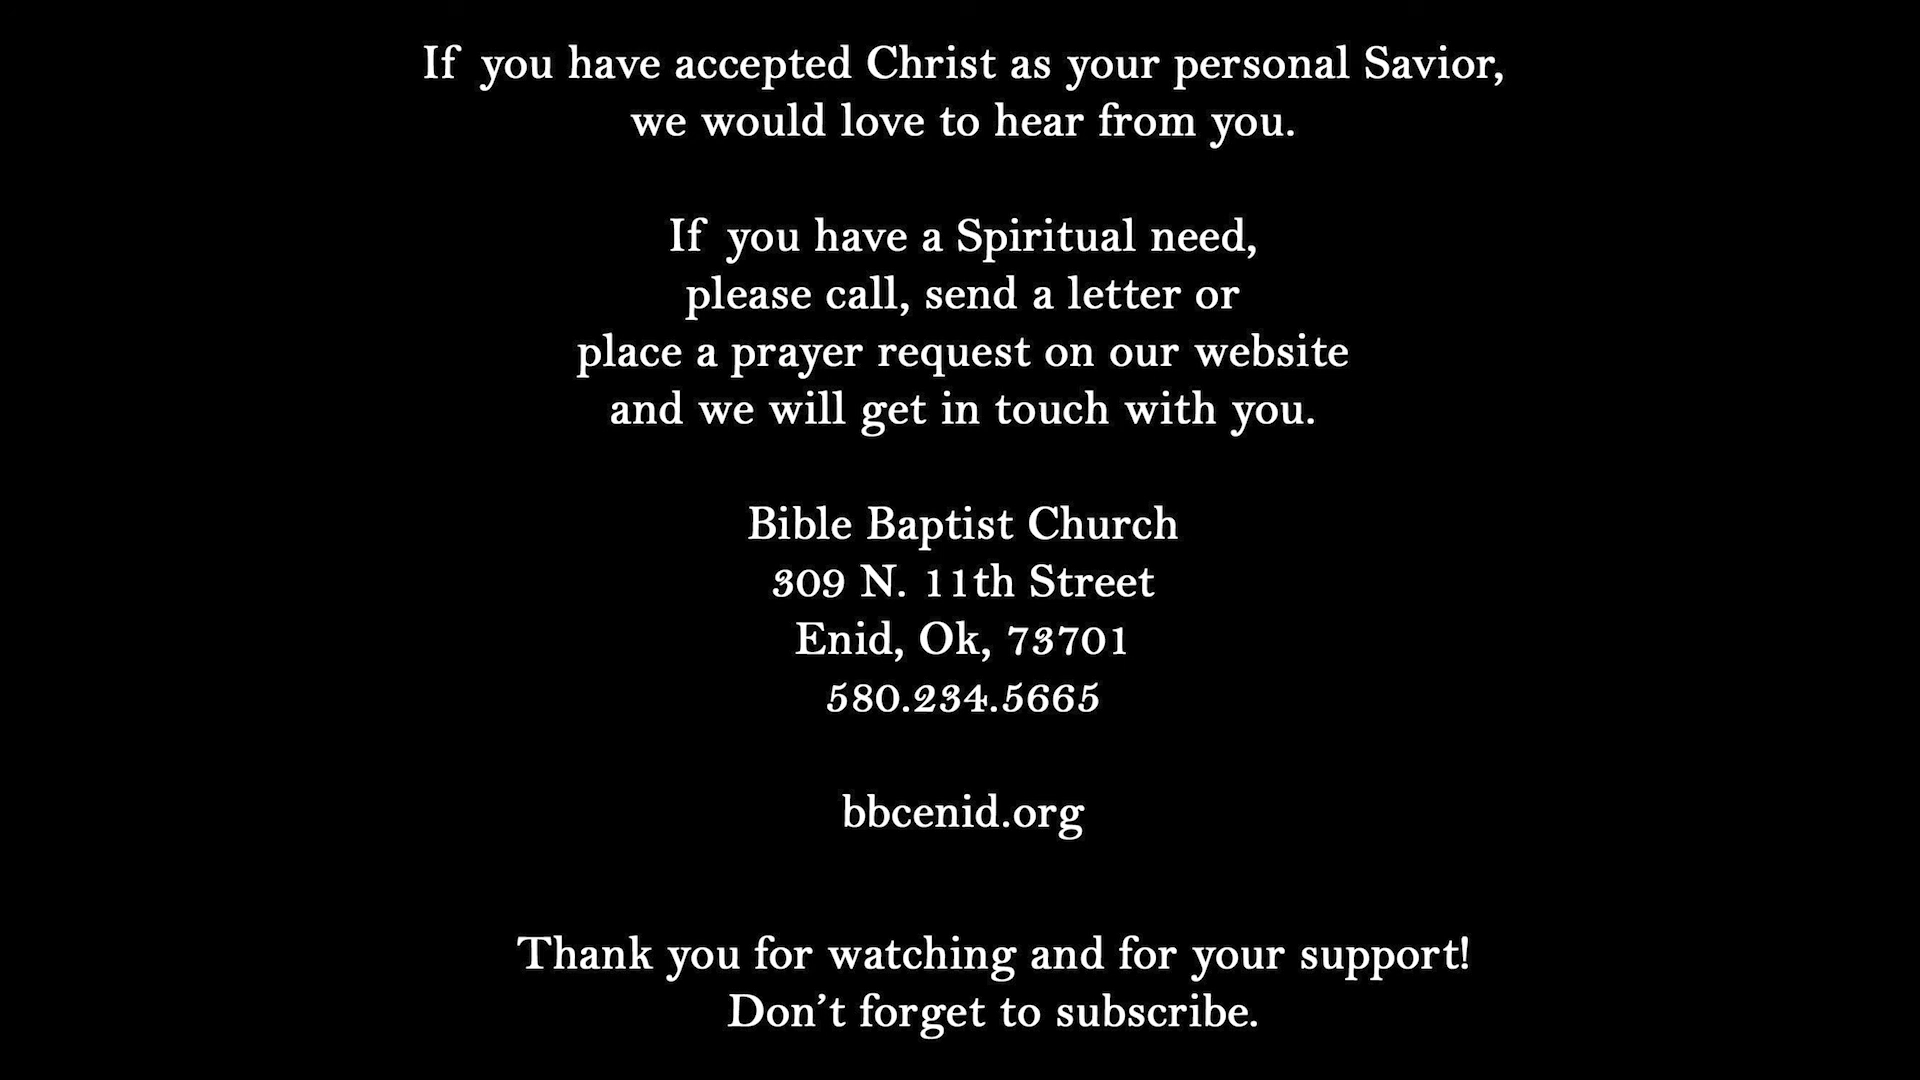 If you have accepted Christ as your personal Savior,
we would love to hear from you.
If you have a Spiritual need,
please call, send a letter or
place a prayer request on our website
and we will get in touch with you.
Bible Baptist Church
309 N. 11th Street
Enid, Ok, 73701
580.234.5665
bbcenid.org
Thank you for watching and for your support!
Don’t forget to subscribe.